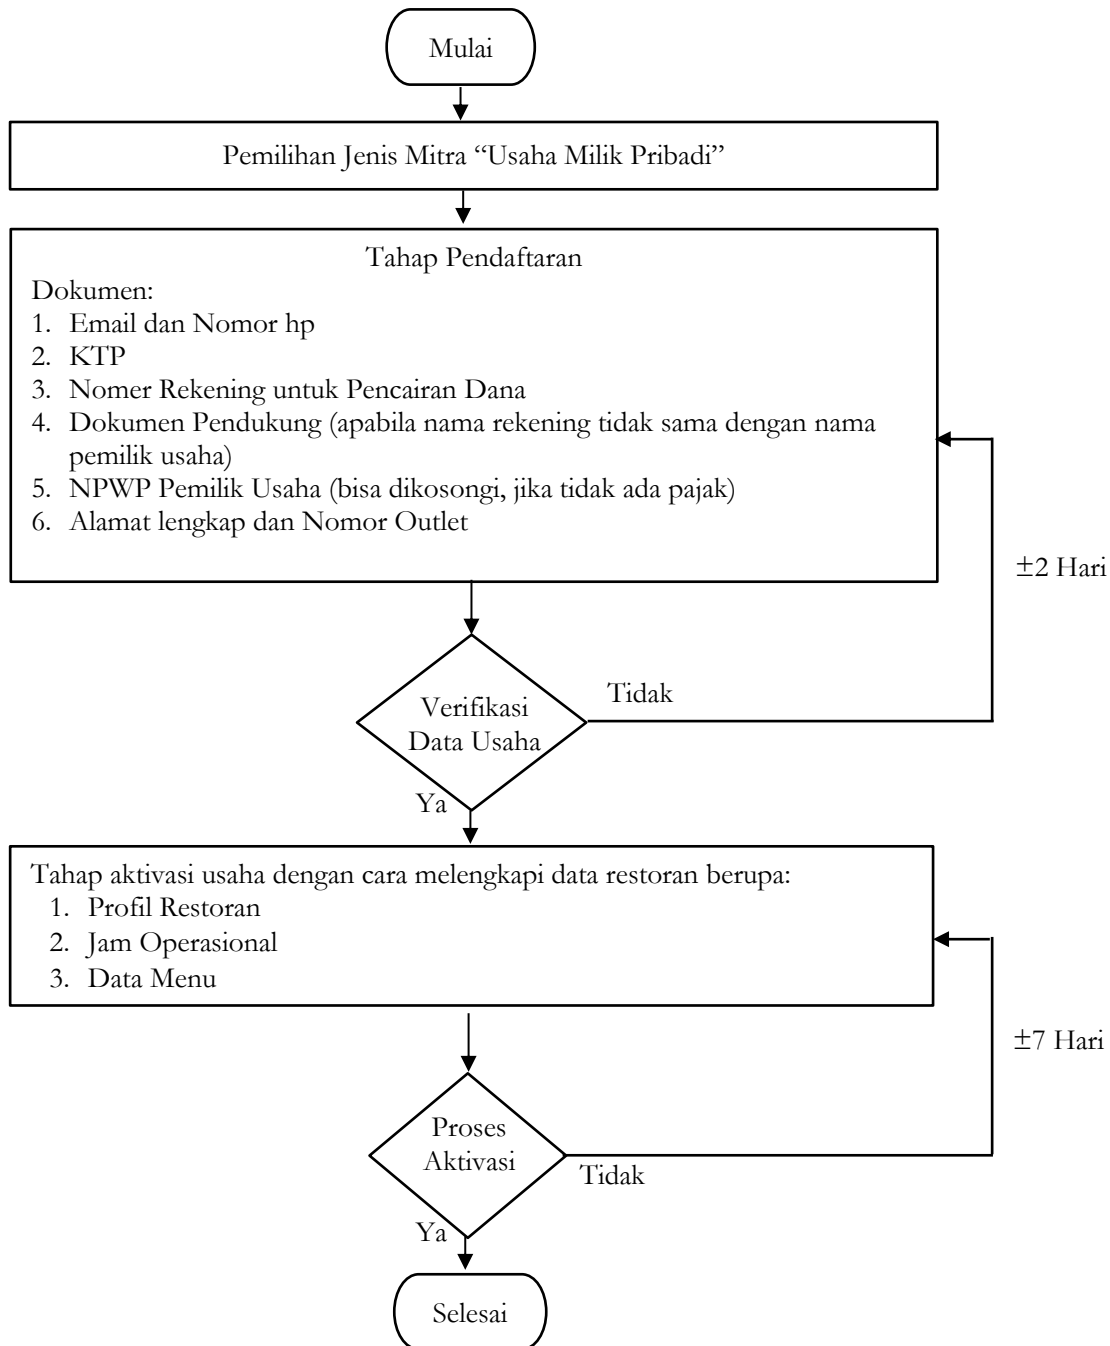 Mulai
Pemilihan Jenis Mitra “Usaha Milik Pribadi”
Tahap Pendaftaran
Dokumen:
1. Email dan Nomor hp
2. KTP
3. Nomer Rekening untuk Pencairan Dana
4. Dokumen Pendukung (apabila nama rekening tidak sama dengan nama
pemilik usaha)
5. NPWP Pemilik Usaha (bisa dikosongi, jika tidak ada pajak)
6. Alamat lengkap dan Nomor Outlet
±2 Hari
Tidak
Verifikasi
Data Usaha
Ya
Tahap aktivasi usaha dengan cara melengkapi data restoran berupa:
1. Profil Restoran
2. Jam Operasional
3. Data Menu
±7 Hari
Proses
Aktivasi
Tidak
Ya
Selesai